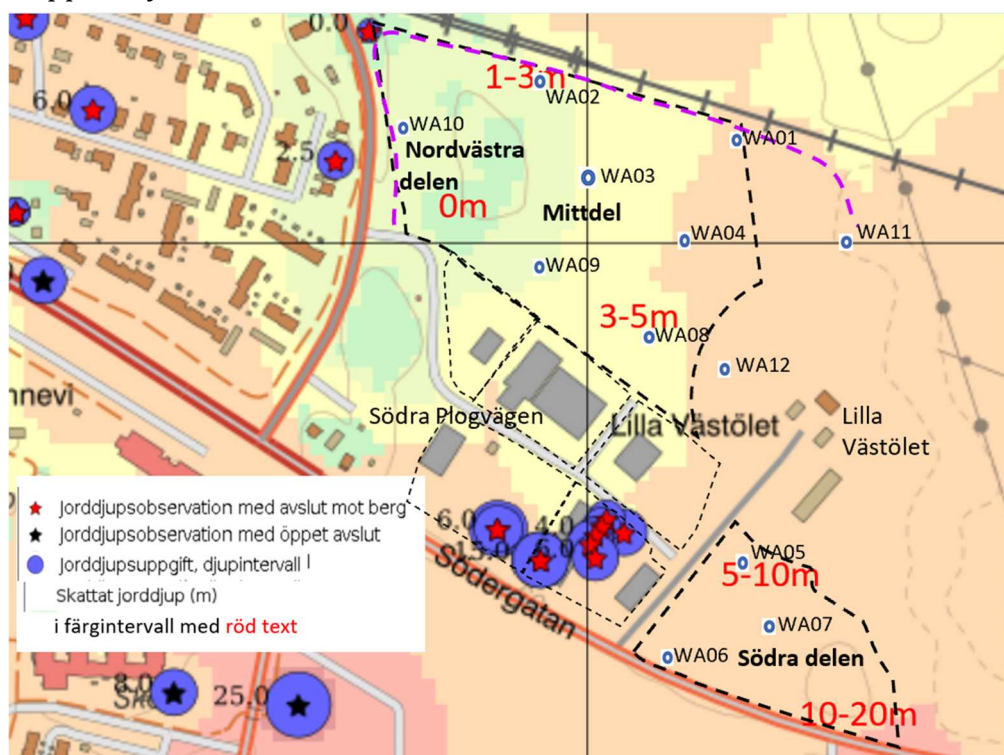 0.0
1-3m
WA02
6.0
WA01
WA10
2.5
Nordvästra
delen
WA03
0m
Mittdel
WA04
WA11
WA09
3-5m
WA08
WA12
nnevi
Södra Plogvägen
Lilla Västölet
Lilla
Västölet
Jorddjupsobservation med avslut mot berg
Jorddjupsobservation med öppet avslut
Jorddjupsuppgift, djupintervall
Skattat jorddjup (m)
i färgintervall med röd text
6.0
4.0
15.0
6.0
Södergatan
WA05
5-10m
WA07
WA06
Södra delen
8.0
25.0
10-20m